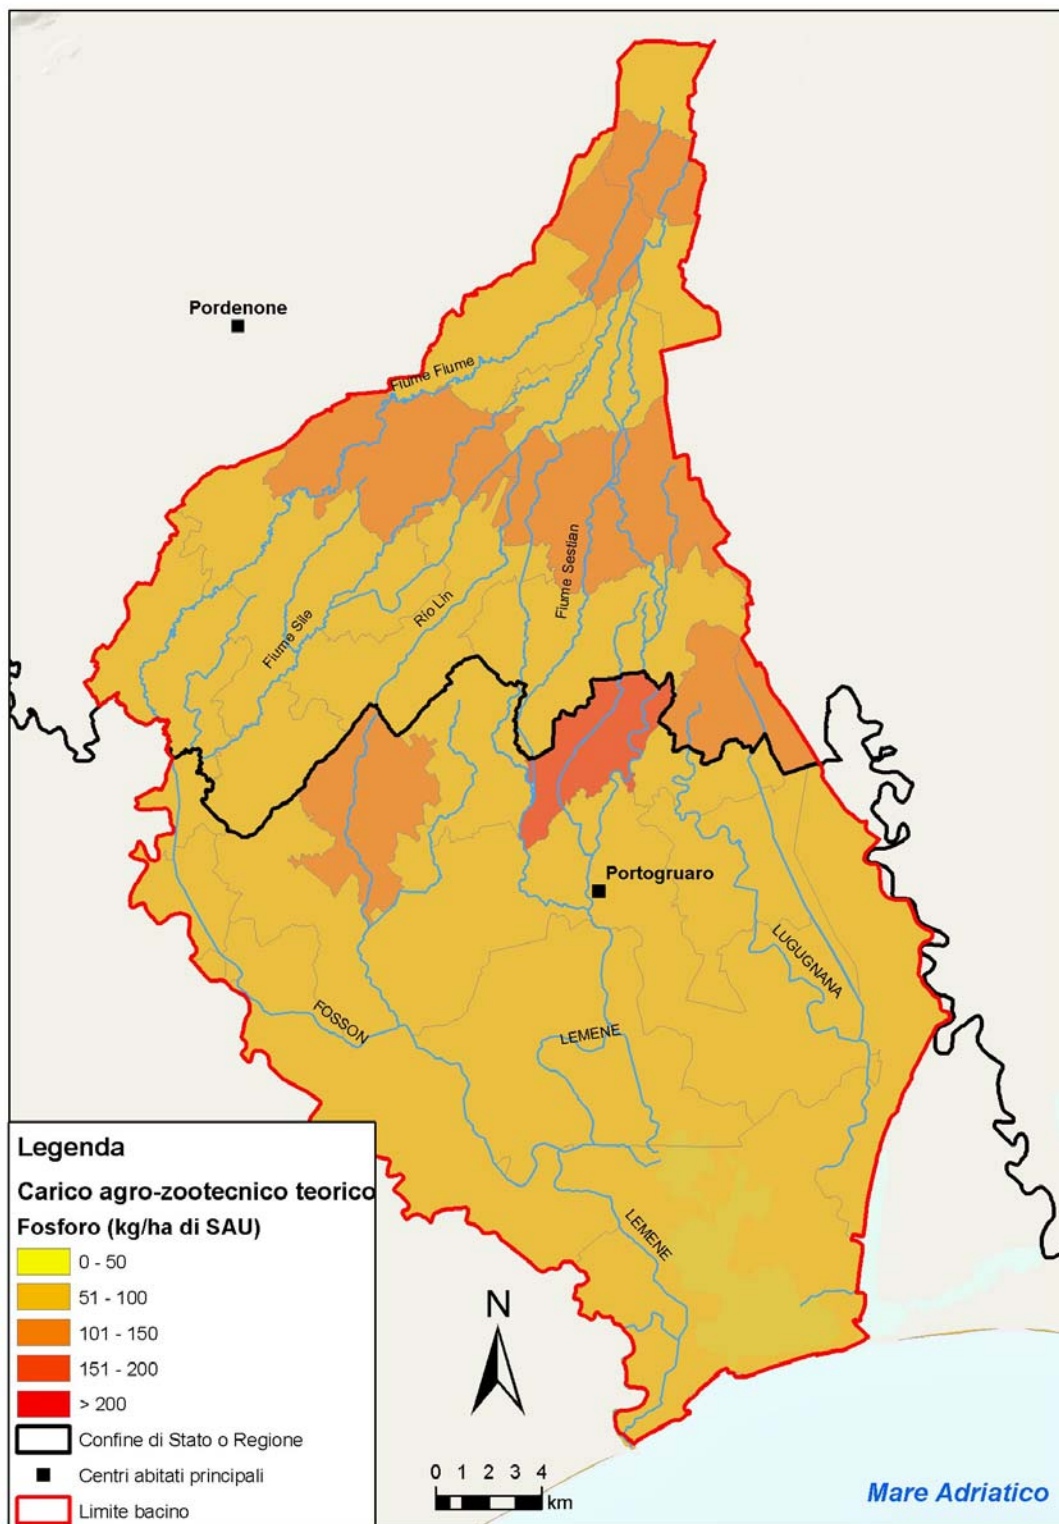 Pordenone
Fiume Fiume
Fiume Sestian
Rio Lin
Fiume Sile
Portogruaro
LUGUGNANA
FOSSON
LEMENE
LEMENE
Legenda
Carico agro-zootecnico teorico
Fosforo (kg/ha di SAU)
0 - 50
51 - 100
101 - 150
151 - 200
> 200
Confine di Stato o Regione
Centri abitati principali
Limite bacino
N
0 1 2 3 4
km
Mare Adriatico